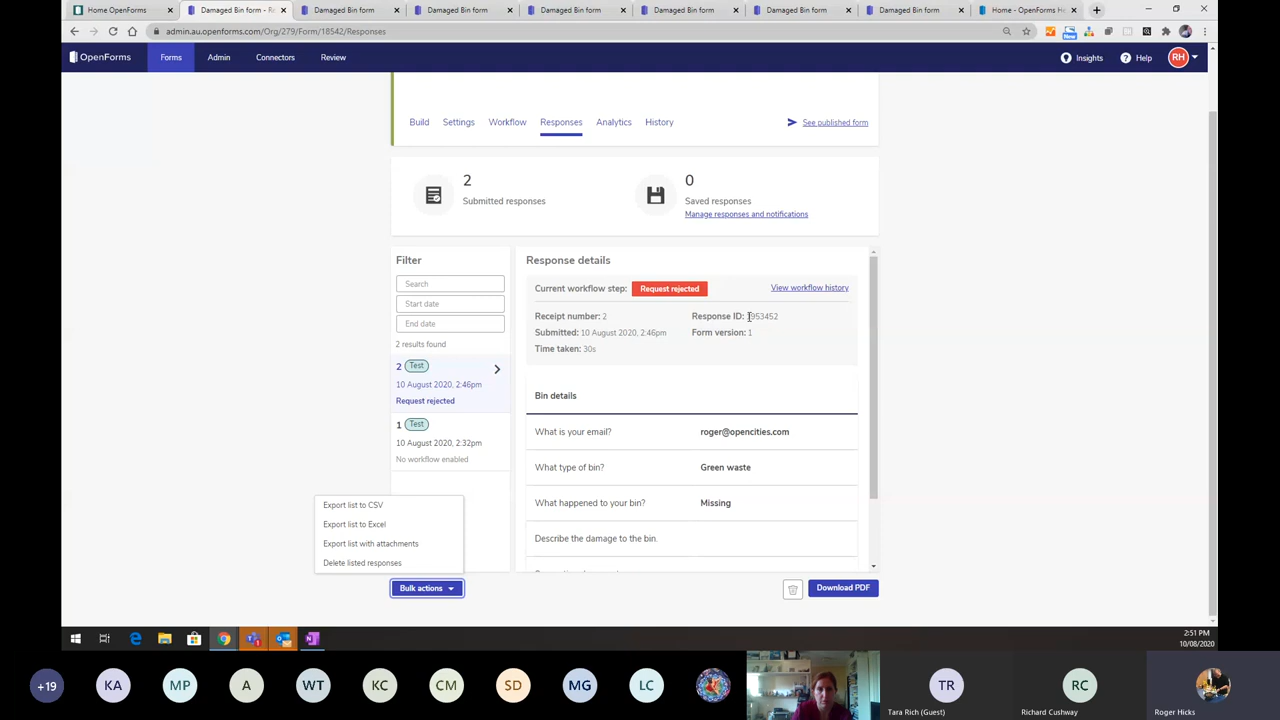 Home OpenForms
Damaged Bin form - Re
Damaged Bin form
Damaged Bin form
Damaged Bin form
Damaged Bin form
Damaged Bin form
Damaged Bin form
Home - OpenForms He
admin.au.openforms.com/Org/279/Form/18542/Responses
New
OpenForms
Forms
Admin
Connectors
Review
Insights
Help
RH
Build
Settings
Workflow
Responses
Analytics
History
See published form
2
Submitted responses
0
Saved responses
Manage responses and notifications
Filter
Search
Start date
End date
2 results found
2 Test
10 August 2020, 2:46pm
Request rejected
1 Test
10 August 2020, 2:32pm
No workflow enabled
Response details
Current workflow step: Request rejected
View workflow history
Receipt number: 2
Response ID:
Submitted: 10 August 2020, 2:46pm
Form version: 1
Time taken: 30s
Bin details
What is your email? roger@opencities.com
What type of bin? Green waste
What happened to your bin? Missing
Describe the damage to the bin.
Export list to CSV
Export list to Excel
Export list with attachments
Delete listed responses
Bulk actions
Download PDF
2:51 PM
10/08/2020
+19
KA
MP
A
WT
KC
CM
SD
MG
LC
TR
Tara Rich (Guest)
RC
Richard Cushway
Roger Hicks